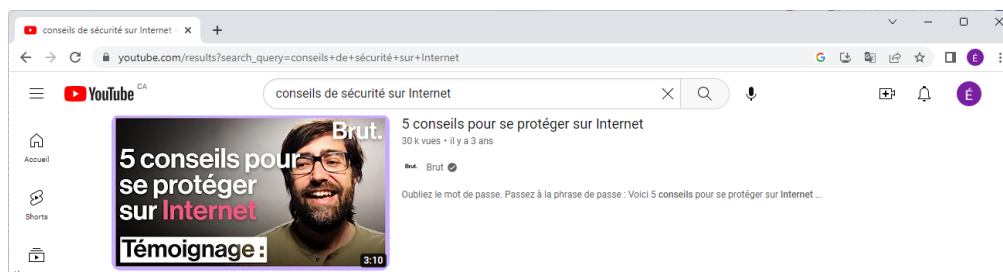 conseils de sécurité sur Internet -
youtube.com/results?search_query=conseils+de+sécurité+sur+Internet
É
YouTube CA
conseils de sécurité sur Internet
É
Accueil
Shorts
5 conseils pour
se protéger
sur Internet
Témoignage :
Brut.
3:10
5 conseils pour se protéger sur Internet
30 k vues • il y a 3 ans
Brut. Brut
Oubliez le mot de passe. Passez à la phrase de passe : Voici 5 conseils pour se protéger sur Internet ...